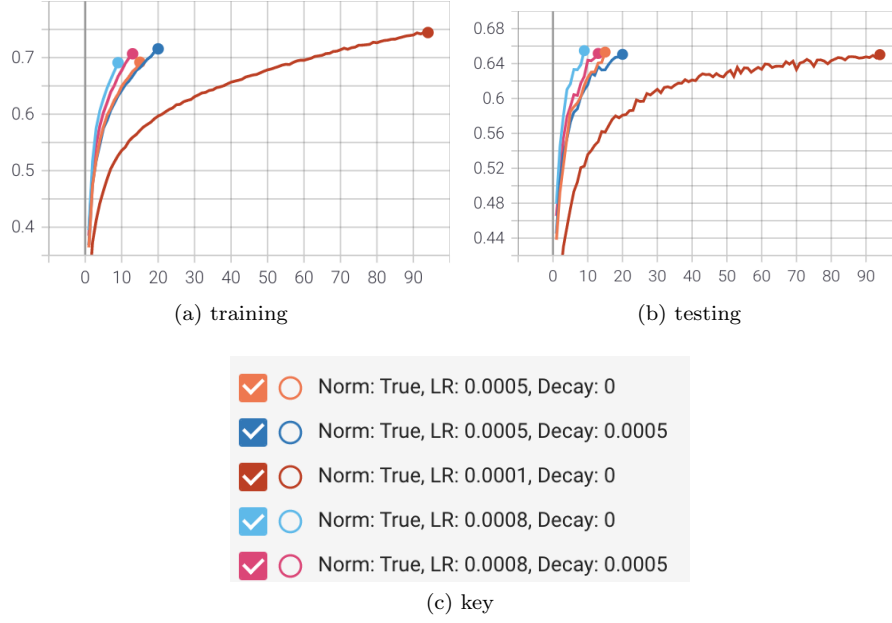 0.7
0.6
0.5
0.4
0 10 20 30 40 50 60 70 80 90
(a) training
0.68
0.64
0.6
0.56
0.52
0.48
0.44
0 10 20 30 40 50 60 70 80 90
(b) testing
Norm: True, LR: 0.0005, Decay: 0
Norm: True, LR: 0.0005, Decay: 0.0005
Norm: True, LR: 0.0001, Decay: 0
Norm: True, LR: 0.0008, Decay: 0
Norm: True, LR: 0.0008, Decay: 0.0005
(c) key